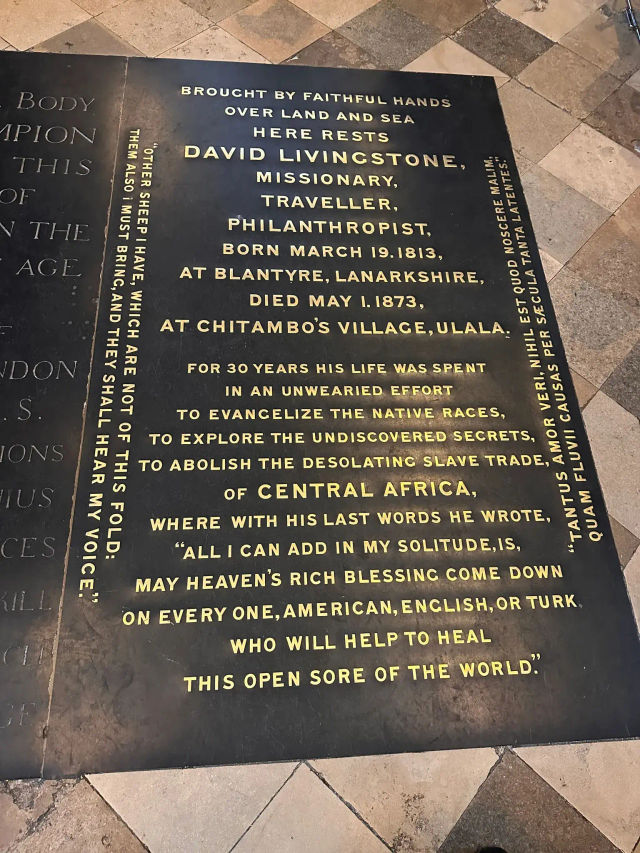 BODY
THIS
OF
THE
AGE
S.
BROUGHT BY FAITHFUL HANDS
OVER LAND AND SEA
HERE RESTS
DAVID LIVINGSTONE,
MISSIONARY,
TRAVELLER,
PHILANTHROPIST,
BORN MARCH 19.1813,
AT BLANTYRE, LANARKSHIRE,
DIED MAY 1.1873,
AT CHITAMBO'S VILLAGE, ULALA.
FOR 30 YEARS HIS LIFE WAS SPENT
IN AN UNWEARIED EFFORT
TO EVANGELIZE THE NATIVE RACES,
TO EXPLORE THE UNDISCOVERED SECRETS,
TO ABOLISH THE DESOLATING SLAVE TRADE,
OF CENTRAL AFRICA,
WHERE WITH HIS LAST WORDS HE WROTE,
"ALL I CAN ADD IN MY SOLITUDE, IS,
MAY HEAVEN'S RICH BLESSING COME DOWN
ON EVERY ONE, AMERICAN, ENGLISH, OR TURK,
WHO WILL HELP TO HEAL
THIS OPEN SORE OF THE WORLD."
"OTHER SHEEP I HAVE, WHICH ARE NOT OF THIS FOLD:
THEM ALSO I MUST BRING, AND THEY SHALL HEAR MY VOICE."
"TANTUS AMOR VERI, NIHIL EST QUOD NOSCERE MALIM,
QUAM FLUVII CAUSAS PER SÆCULA TANTA LATENTES."